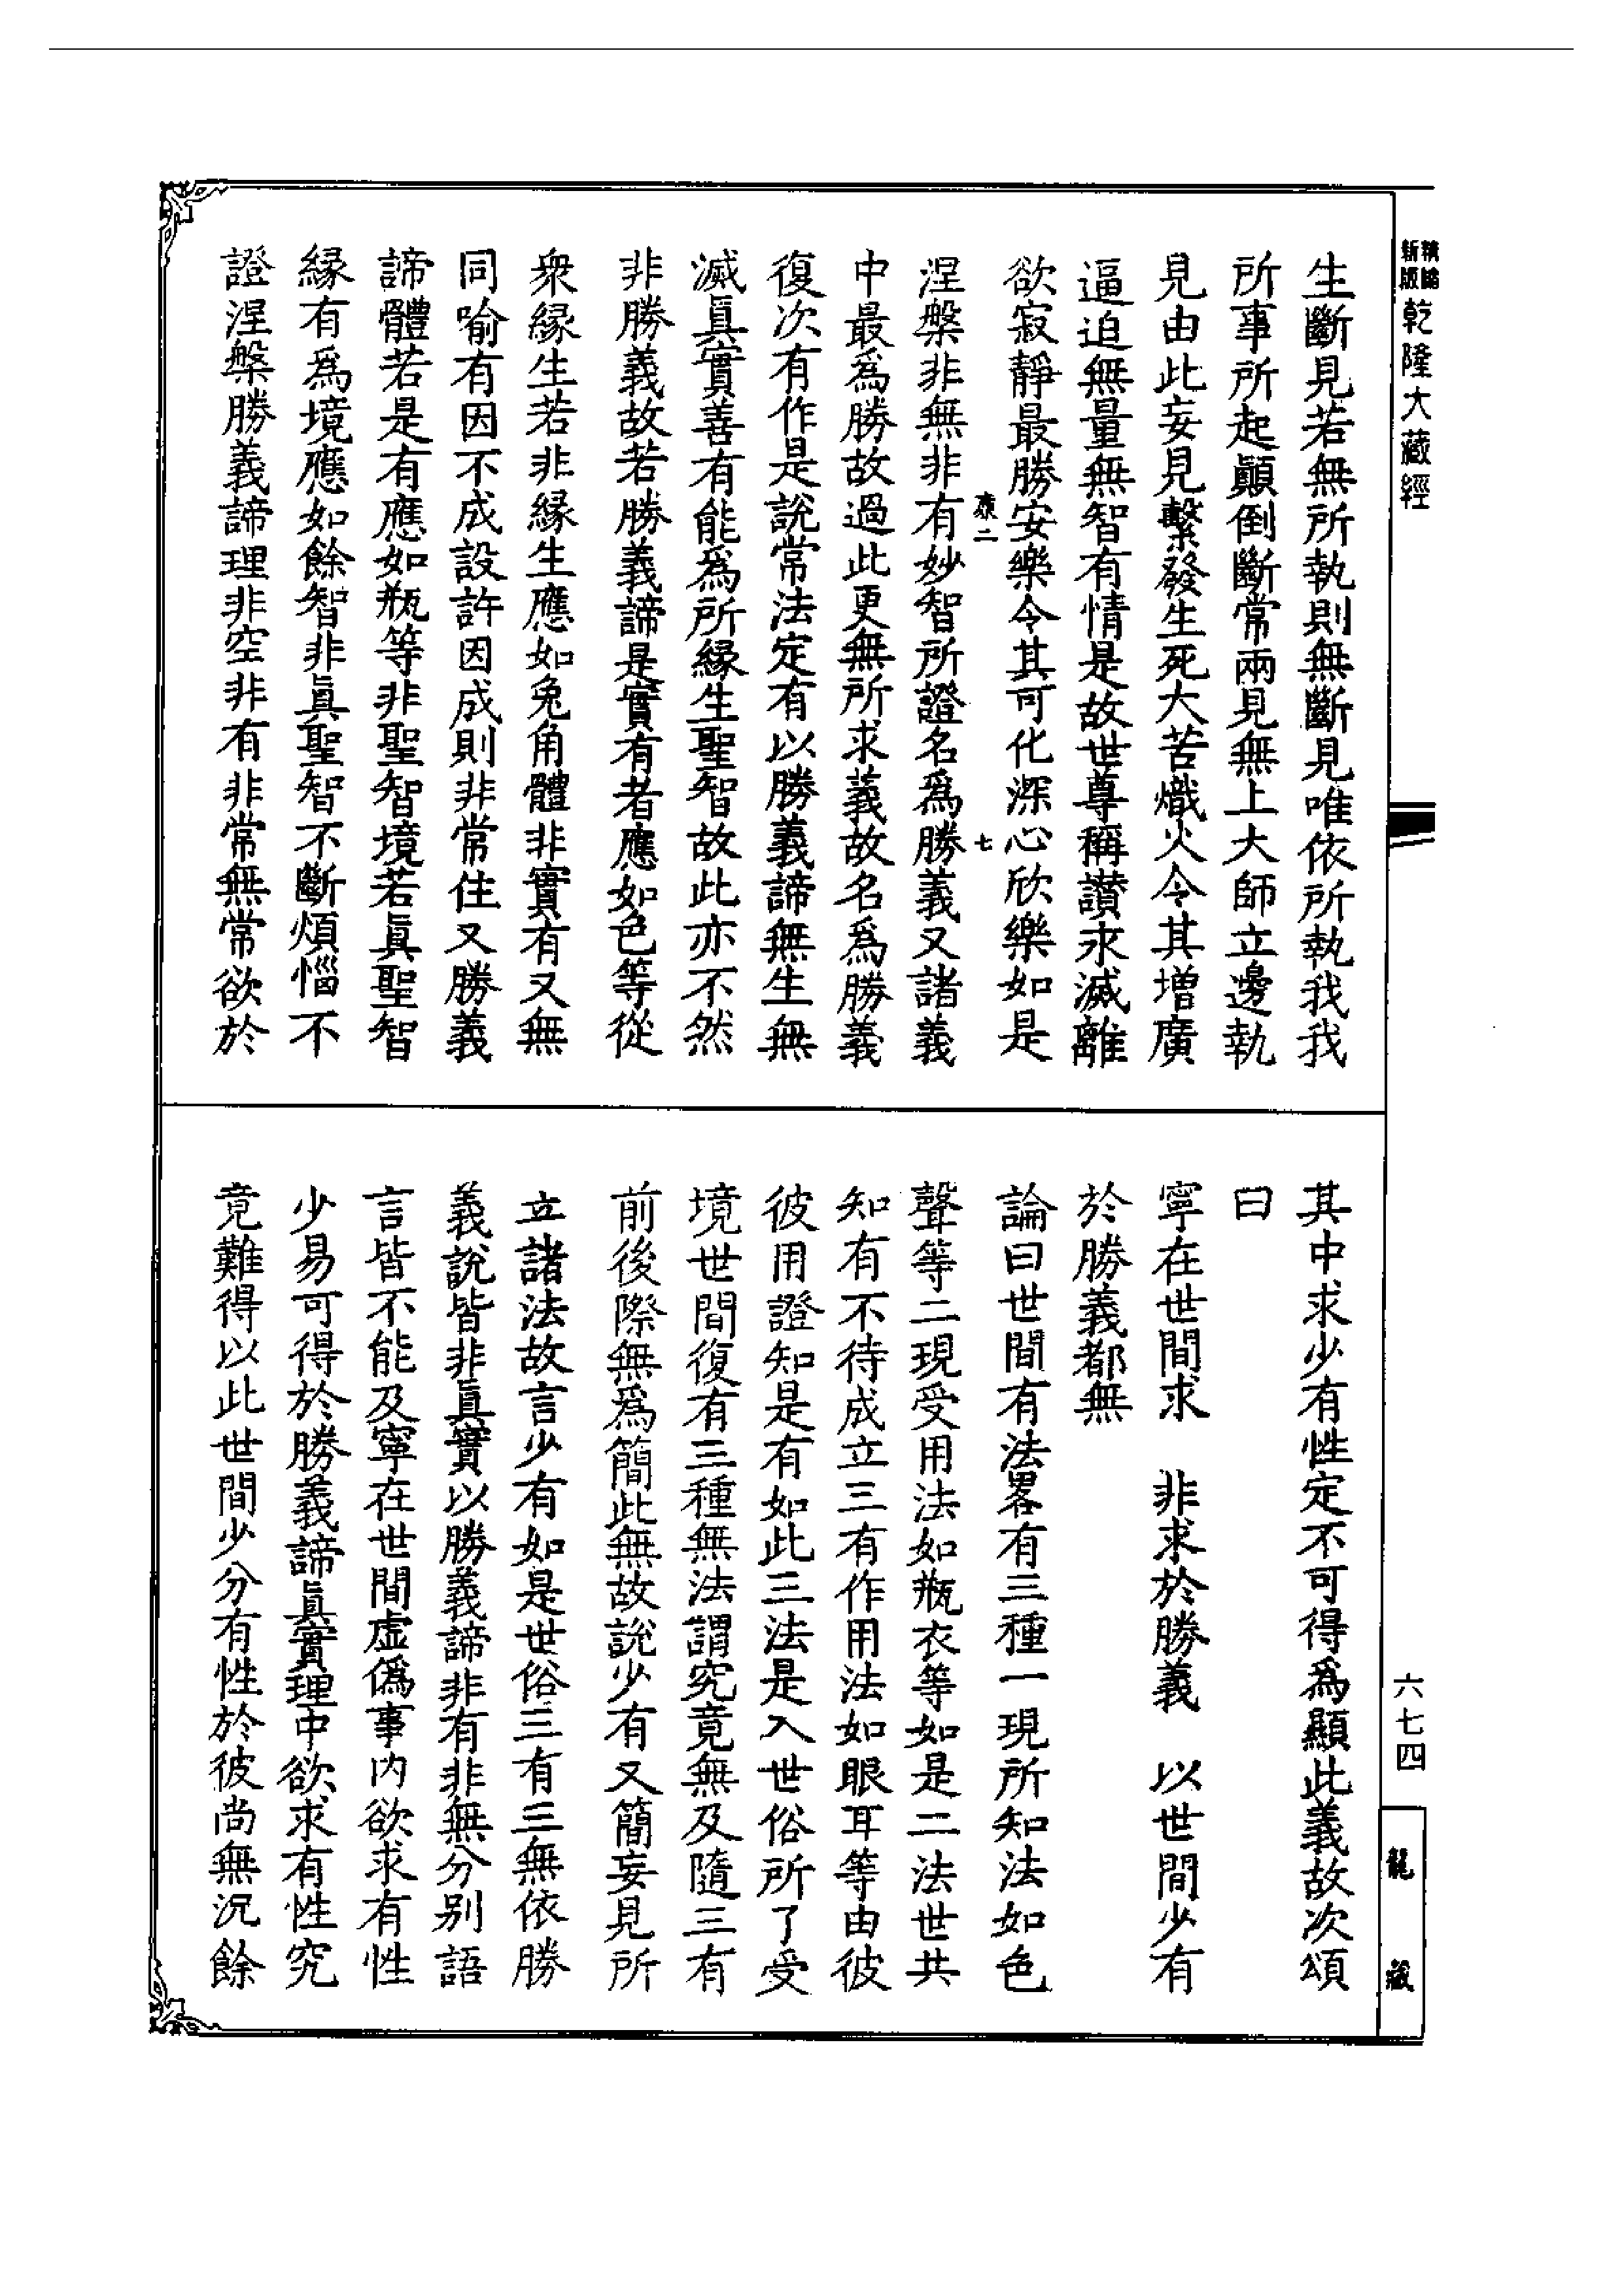 新版
精縮
乾隆大藏經
生斷見若無所執則無斷見唯依所執我我
所事所起顚倒斷常兩見無上大師立邊執
見由此妄見繫發生死大苦熾火令其增廣
逼迫無量無智有情是故世尊稱讃永滅離
欲寂靜最勝安樂令其可化深心欣樂如是
二 七
涅槃非無非有妙智所證名爲勝義又諸義
中最爲勝故過此更無所求義故名爲勝義
復次有作是說常法定有以勝義諦無生無
滅眞實善有能爲所縁生聖智故此亦不然
非勝義故若勝義諦是實有者應如色等從
衆縁生若非縁生應如兔角體非實有又無
同喻有因不成設許因成則非常住又勝義
諦體若是有應如瓶等非聖智境若眞聖智
縁有爲境應如餘智非眞聖智不斷煩惱不
證涅槃勝義諦理非空非有非常無常欲於
其中求少有性定不可得爲顯此義故次頌
曰
寧在世間求 非求於勝義 以世間少有
於勝義都無
論曰世間有法畧有三種一現所知法如色
聲等二現受用法如瓶衣等如是二法世共
知有不待成立三有作用法如眼耳等由彼
彼用證知是有如此三法是入世俗所了受
境世間復有三種無法謂究竟無及隨三有
前後際無爲簡此無故說少有又簡妄見所
立諸法故言少有如是世俗三有三無依勝
義說皆非眞實以勝義諦非有非無分別語
言皆不能及寧在世間虛僞事内欲求有性
少易可得於勝義諦眞實理中欲求有性究
竟難得以此世間少分有性於彼尚無況餘
六七四
龍藏